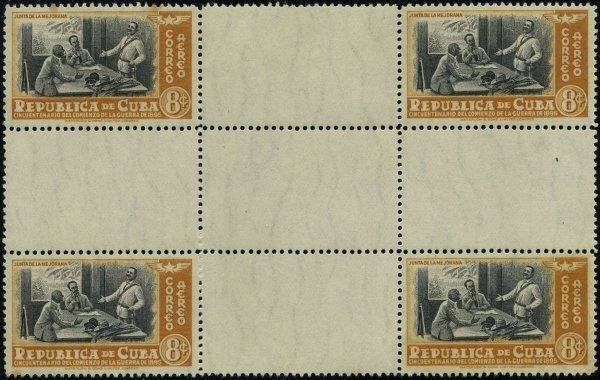 JUNTA DE LA MEJORANA
CORREO
AEREO
REPUBLICA DE CUBA 8¢
CINCUENTENARIO DEL COMIENZO DE LA GUERRA DE 1895
JUNTA DE LA MEJORANA
CORREO
AEREO
REPUBLICA DE CUBA 8¢
CINCUENTENARIO DEL COMIENZO DE LA GUERRA DE 1895
JUNTA DE LA MEJORANA
CORREO
AEREO
REPUBLICA DE CUBA 8¢
CINCUENTENARIO DEL COMIENZO DE LA GUERRA DE 1895
JUNTA DE LA MEJORANA
CORREO
AEREO
REPUBLICA DE CUBA 8¢
CINCUENTENARIO DEL COMIENZO DE LA GUERRA DE 1895